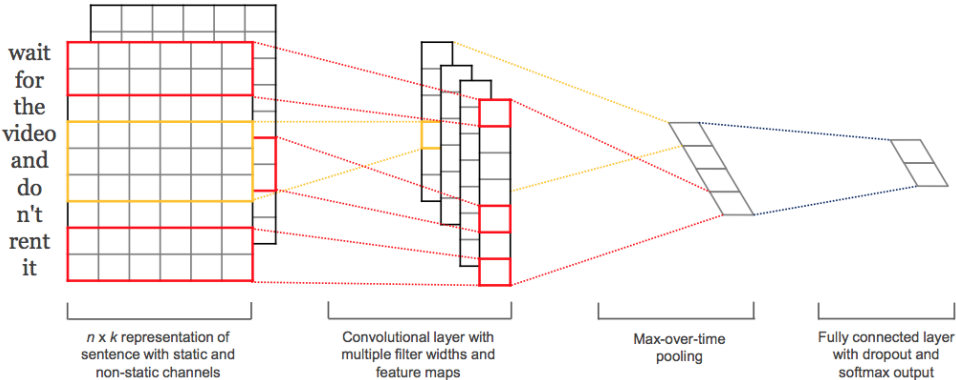 wait
for
the
video
and
do
n't
rent
it
n x k representation of
sentence with static and
non-static channels
Convolutional layer with
multiple filter widths and
feature maps
Max-over-time
pooling
Fully connected layer
with dropout and
softmax output